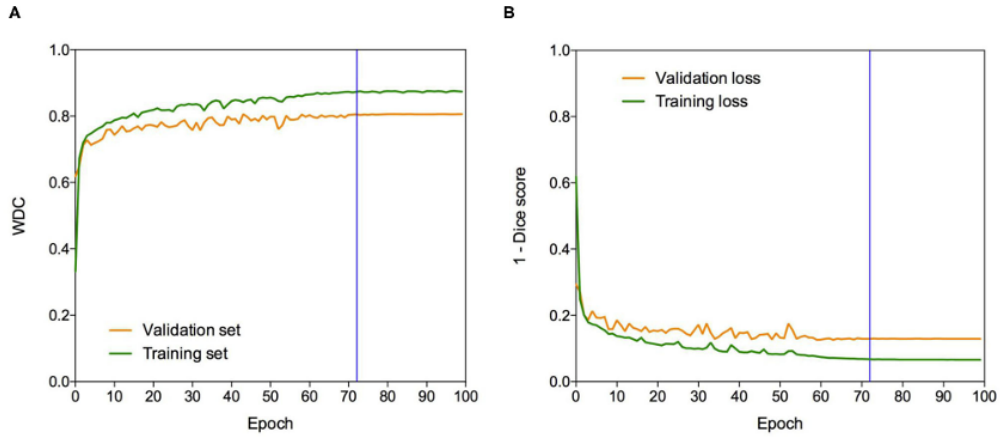 A
WDC
1.0
0.8
0.6
0.4
0.2
0.0
Validation set
Training set
0 10 20 30 40 50 60 70 80 90 100
Epoch
B
1 - Dice score
1.0
0.8
0.6
0.4
0.2
0.0
Validation loss
Training loss
0 10 20 30 40 50 60 70 80 90 100
Epoch